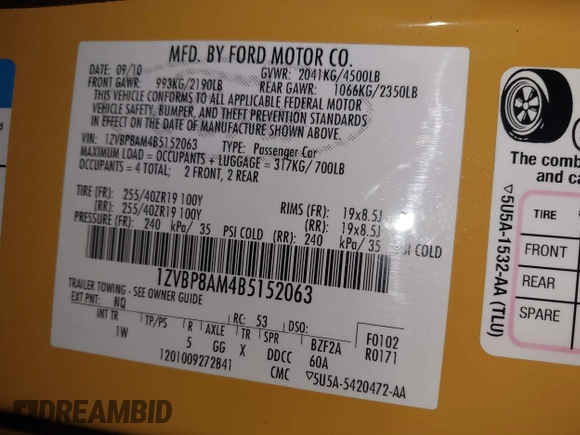 MFD. BY FORD MOTOR CO.
DATE: 09/10 GVWR: 2041KG/4500LB
FRONT GAWR: 993KG/2190LB REAR GAWR: 1066KG/2350LB
THIS VEHICLE CONFORMS TO ALL APPLICABLE FEDERAL MOTOR
VEHICLE SAFETY, BUMPER, AND THEFT PREVENTION STANDARDS
IN EFFECT ON THE DATE OF MANUFACTURE SHOWN ABOVE.
VIN: 1ZVBP8AM4B5152063 TYPE: Passenger Car
MAXIMUM LOAD = OCCUPANTS + LUGGAGE = 317KG/700LB
OCCUPANTS = 4 TOTAL; 2 FRONT, 2 REAR
TIRE (FR): 255/40ZR19 100Y RIMS (FR): 19x8.5J
(RR): 255/40ZR19 100Y (RR): 19x8.5J
PRESSURE (FR): 240 kPa/ 35 PSI COLD (RR): 240 kPa/ 35 PSI COLD
1ZVBP8AM4B5152063
TRAILER TOWING - SEE OWNER GUIDE
EXT PNT: NQ RC: 53 DSO: F0102
INT TR TP/PS R AXLE TR SPR BZF2A R0171
1W 5 GG X DDCC 60A
1201009272841 CMC 5U5A-5420472-AA
The comb
and ca
TIRE
FRONT
REAR
SPARE
5U5A-1532-AA (TLU)
DREAMBID